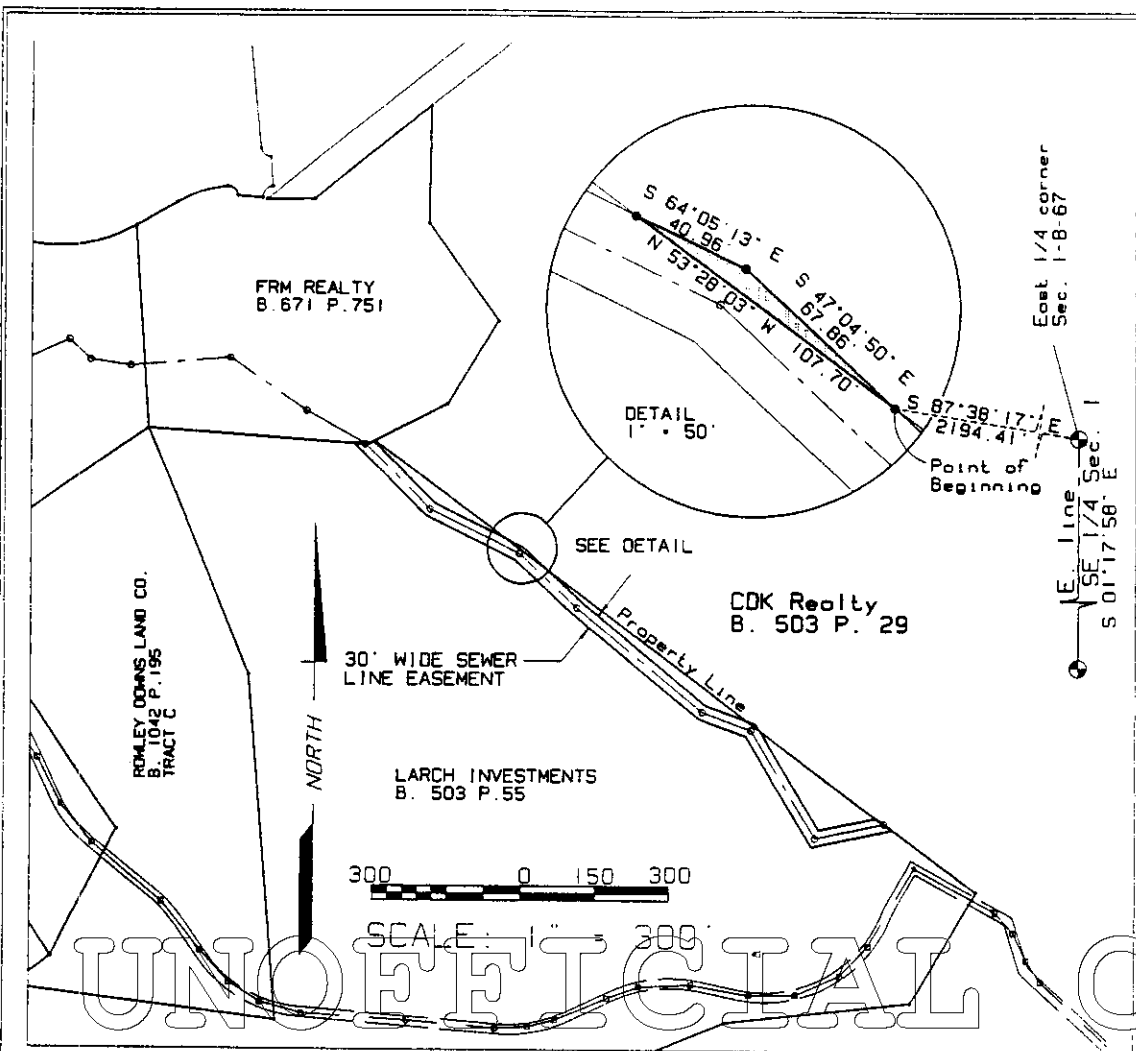 East 1/4 corner
Sec. 1-8-67
S 64°05'13" E
40.96'
N 53°28'03" W
107.70'
S 47°04'50" E
67.86'
S 87°38'17" E
2194.41'
Point of
Beginning
DETAIL
1" = 50'
E. line
SE 1/4 Sec. 1
S 01°17'58" E
FRM REALTY
B.671 P.751
SEE DETAIL
CDK Realty
B. 503 P. 29
Property Line
30' WIDE SEWER
LINE EASEMENT
ROWLEY DOWNS LAND CO.
B. 1042 P.195
TRACT C
NORTH
LARCH INVESTMENTS
B. 503 P.55
300 0 150 300
SCALE: 1" = 300'
UNOFFICIAL C